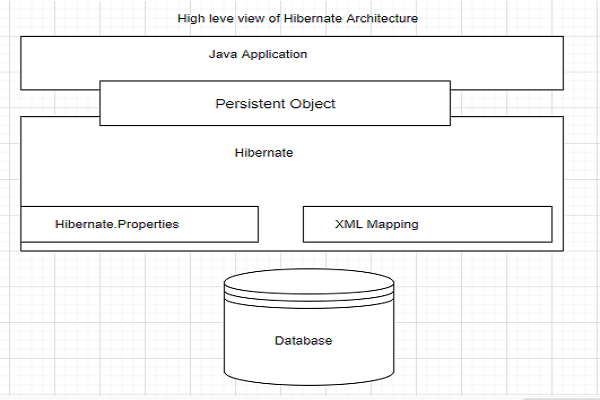 High leve view of Hibernate Architecture
Java Application
Persistent Object
Hibernate
Hibernate.Properties
XML Mapping
Database